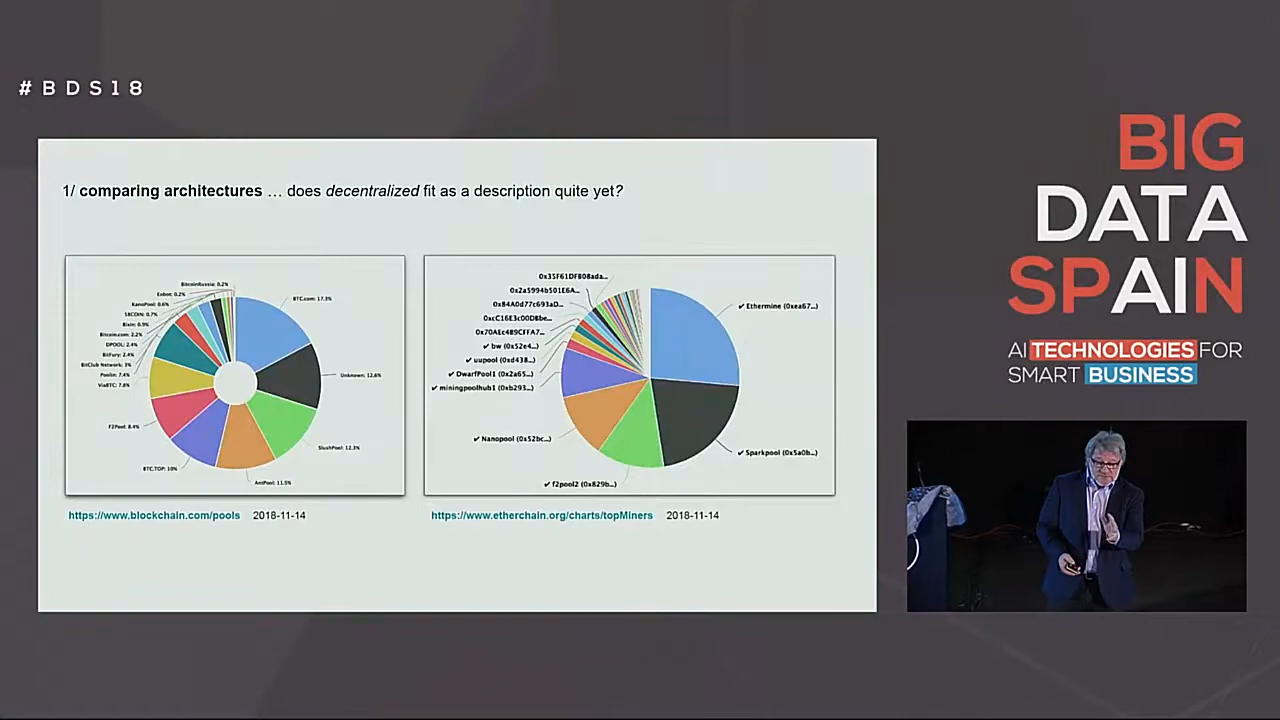 #BDS18
BIG
DATA
SPAIN
AI TECHNOLOGIES FOR
SMART BUSINESS
1/ comparing architectures … does decentralized fit as a description quite yet?
BitcoinRussia: 0.2%
Eobot: 0.2%
KanoPool: 0.6%
58COIN: 0.7%
Bixin: 0.9%
Bitcoin.com: 2.2%
DPOOL: 2.4%
BitFury: 2.4%
BitClub Network: 3%
Poolin: 7.4%
ViaBTC: 7.8%
F2Pool: 8.4%
BTC.TOP: 10%
AntPool: 11.5%
SlushPool: 12.3%
Unknown: 12.6%
BTC.com: 17.3%
0x35F61DFB08ada...
0x2a5994b501E6A...
0x84A0d77c693aD...
0xcC16E3c00DBbe...
0x70AEc4B9CFFA7...
✔ bw (0x52e4...)
✔ uupool (0xd438...)
✔ DwarfPool1 (0x2a65...)
✔ miningpoolhub1 (0xb293...)
✔ Nanopool (0x52bc...)
✔ f2pool2 (0x829b...)
✔ Sparkpool (0x5a0b...)
✔ Ethermine (0xea67...)
https://www.blockchain.com/pools 2018-11-14
https://www.etherchain.org/charts/topMiners 2018-11-14